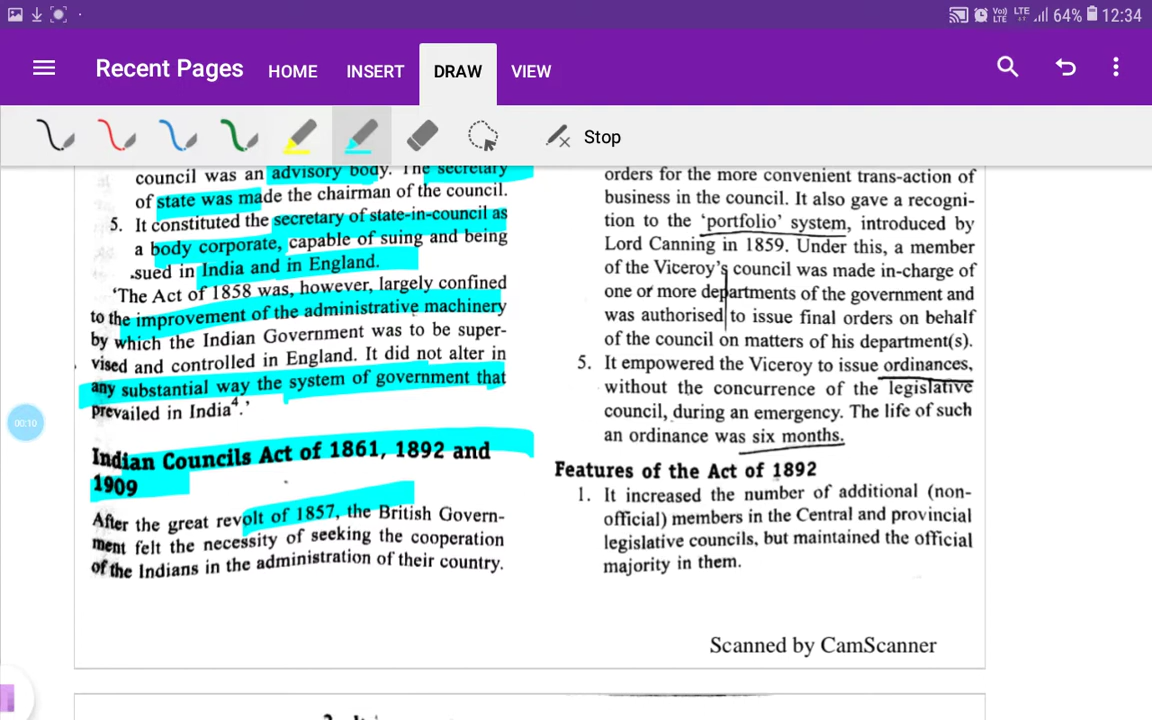 VoJ LTE LTE 64% 12:34
Recent Pages HOME INSERT DRAW VIEW
Stop
council was an advisory body. The secretary
of state was made the chairman of the council.
5. It constituted the secretary of state-in-council as
a body corporate, capable of suing and being
sued in India and in England.
‘The Act of 1858 was, however, largely confined
to the improvement of the administrative machinery
by which the Indian Government was to be super-
vised and controlled in England. It did not alter in
any substantial way the system of government that
prevailed in India4.’
Indian Councils Act of 1861, 1892 and
1909
After the great revolt of 1857, the British Govern-
ment felt the necessity of seeking the cooperation
of the Indians in the administration of their country.
orders for the more convenient trans-action of
business in the council. It also gave a recogni-
tion to the ‘portfolio’ system, introduced by
Lord Canning in 1859. Under this, a member
of the Viceroy’s council was made in-charge of
one or more departments of the government and
was authorised to issue final orders on behalf
of the council on matters of his department(s).
5. It empowered the Viceroy to issue ordinances,
without the concurrence of the legislative
council, during an emergency. The life of such
an ordinance was six months.
Features of the Act of 1892
1. It increased the number of additional (non-
official) members in the Central and provincial
legislative councils, but maintained the official
majority in them.
Scanned by CamScanner
00:10